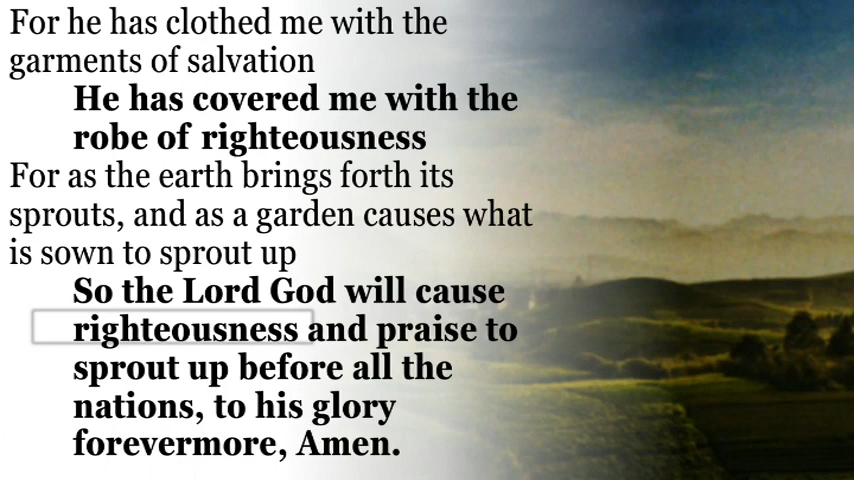 For he has clothed me with the
garments of salvation
He has covered me with the
robe of righteousness
For as the earth brings forth its
sprouts, and as a garden causes what
is sown to sprout up
So the Lord God will cause
righteousness and praise to
sprout up before all the
nations, to his glory
forevermore, Amen.